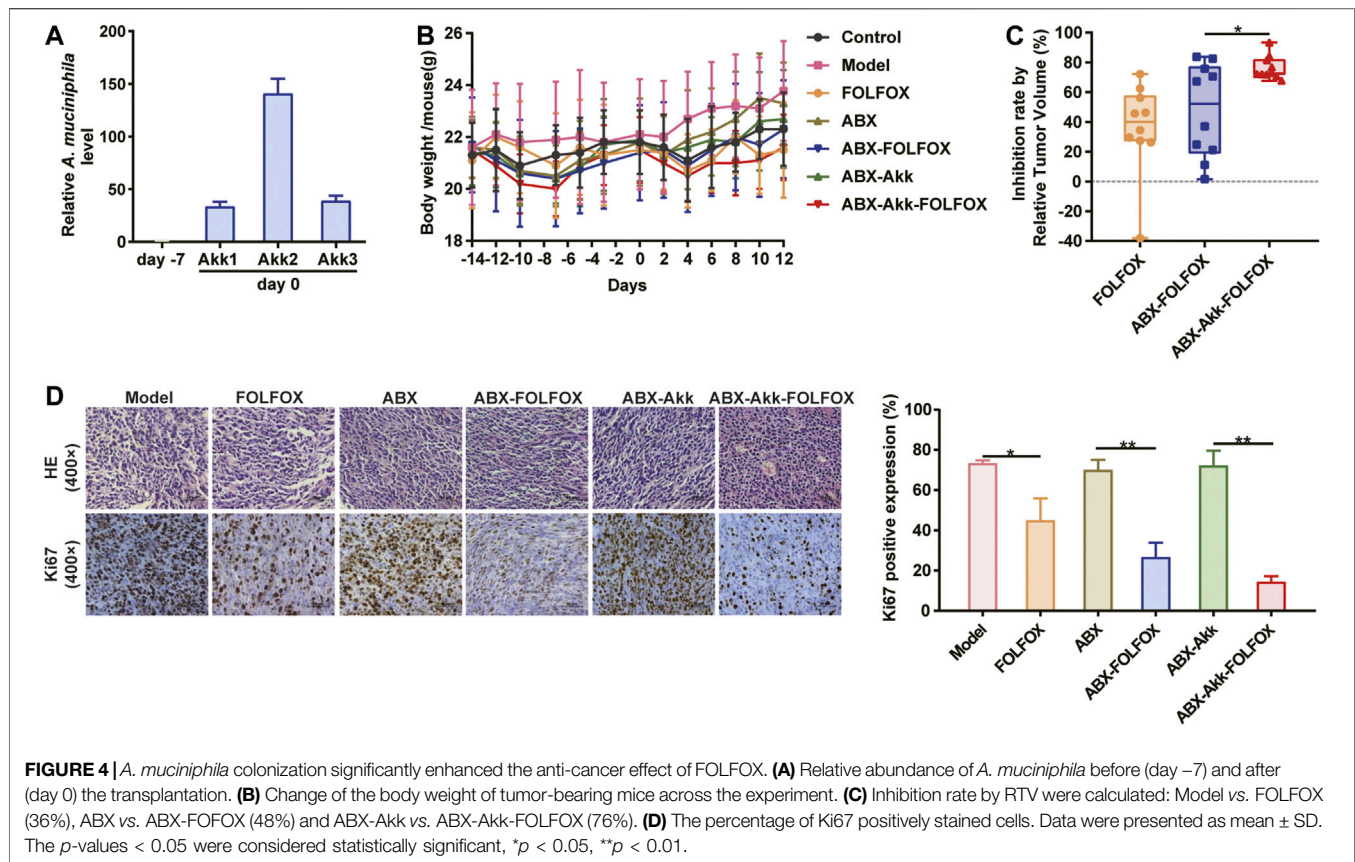 A
Relative A. muciniphila
level
200
150
100
50
0
day -7
Akk1
Akk2
Akk3
day 0
B
Body weight /mouse(g)
26
24
22
20
18
-14 -12 -10 -8 -6 -4 -2 0 2 4 6 8 10 12
Days
Control
Model
FOLFOX
ABX
ABX-FOLFOX
ABX-Akk
ABX-Akk-FOLFOX
C
Inhibition rate by
Relative Tumor Volume (%)
100
80
60
40
20
0
-20
-40
*
FOLFOX
ABX-FOLFOX
ABX-Akk-FOLFOX
D
Model FOLFOX ABX ABX-FOLFOX ABX-Akk ABX-Akk-FOLFOX
HE
(400×)
Ki67
(400×)
Ki67 positive expression (%)
100
80
60
40
20
0
* ** **
Model
FOLFOX
ABX
ABX-FOLFOX
ABX-Akk
ABX-Akk-FOLFOX
FIGURE 4 | A. muciniphila colonization significantly enhanced the anti-cancer effect of FOLFOX. (A) Relative abundance of A. muciniphila before (day −7) and after
(day 0) the transplantation. (B) Change of the body weight of tumor-bearing mice across the experiment. (C) Inhibition rate by RTV were calculated: Model vs. FOLFOX
(36%), ABX vs. ABX-FOFOX (48%) and ABX-Akk vs. ABX-Akk-FOLFOX (76%). (D) The percentage of Ki67 positively stained cells. Data were presented as mean ± SD.
The p-values < 0.05 were considered statistically significant, *p < 0.05, **p < 0.01.